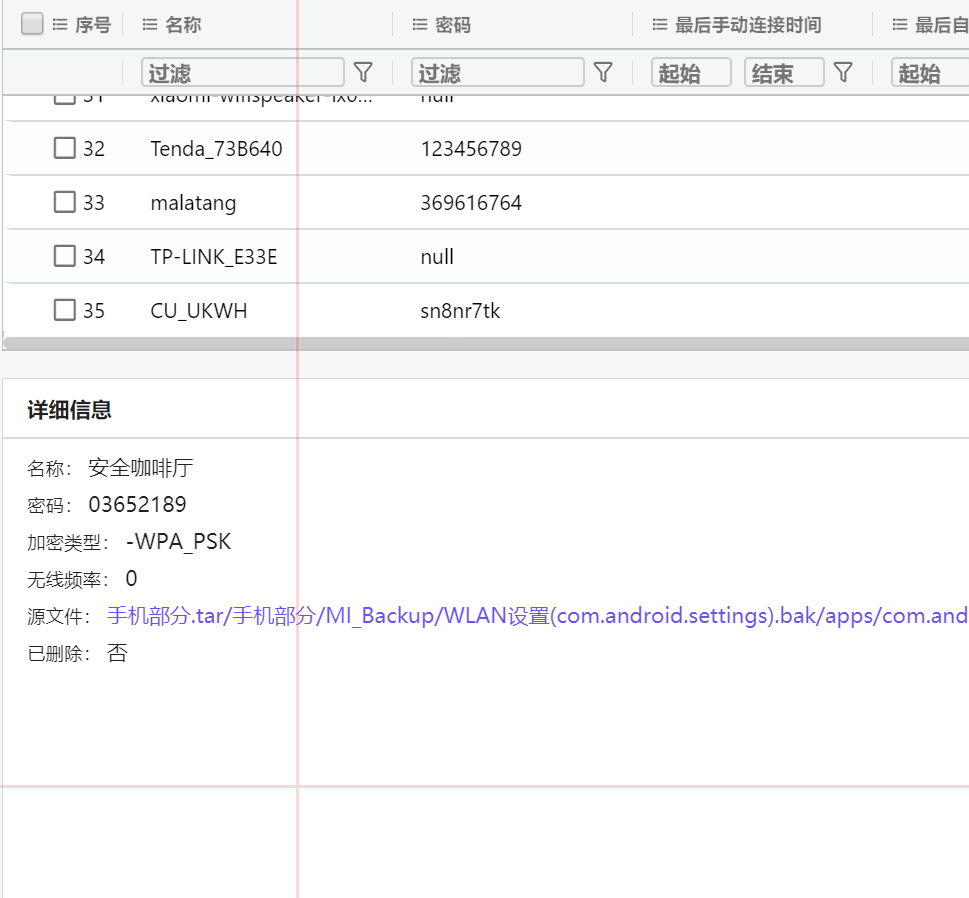 序号 名称 密码 最后手动连接时间 最后自
过滤 过滤 起始 结束 起始
31 null
32 Tenda_73B640 123456789
33 malatang 369616764
34 TP-LINK_E33E null
35 CU_UKWH sn8nr7tk
详细信息
名称： 安全咖啡厅
密码： 03652189
加密类型： -WPA_PSK
无线频率： 0
源文件： 手机部分.tar/手机部分/MI_Backup/WLAN设置(com.android.settings).bak/apps/com.and
已删除： 否